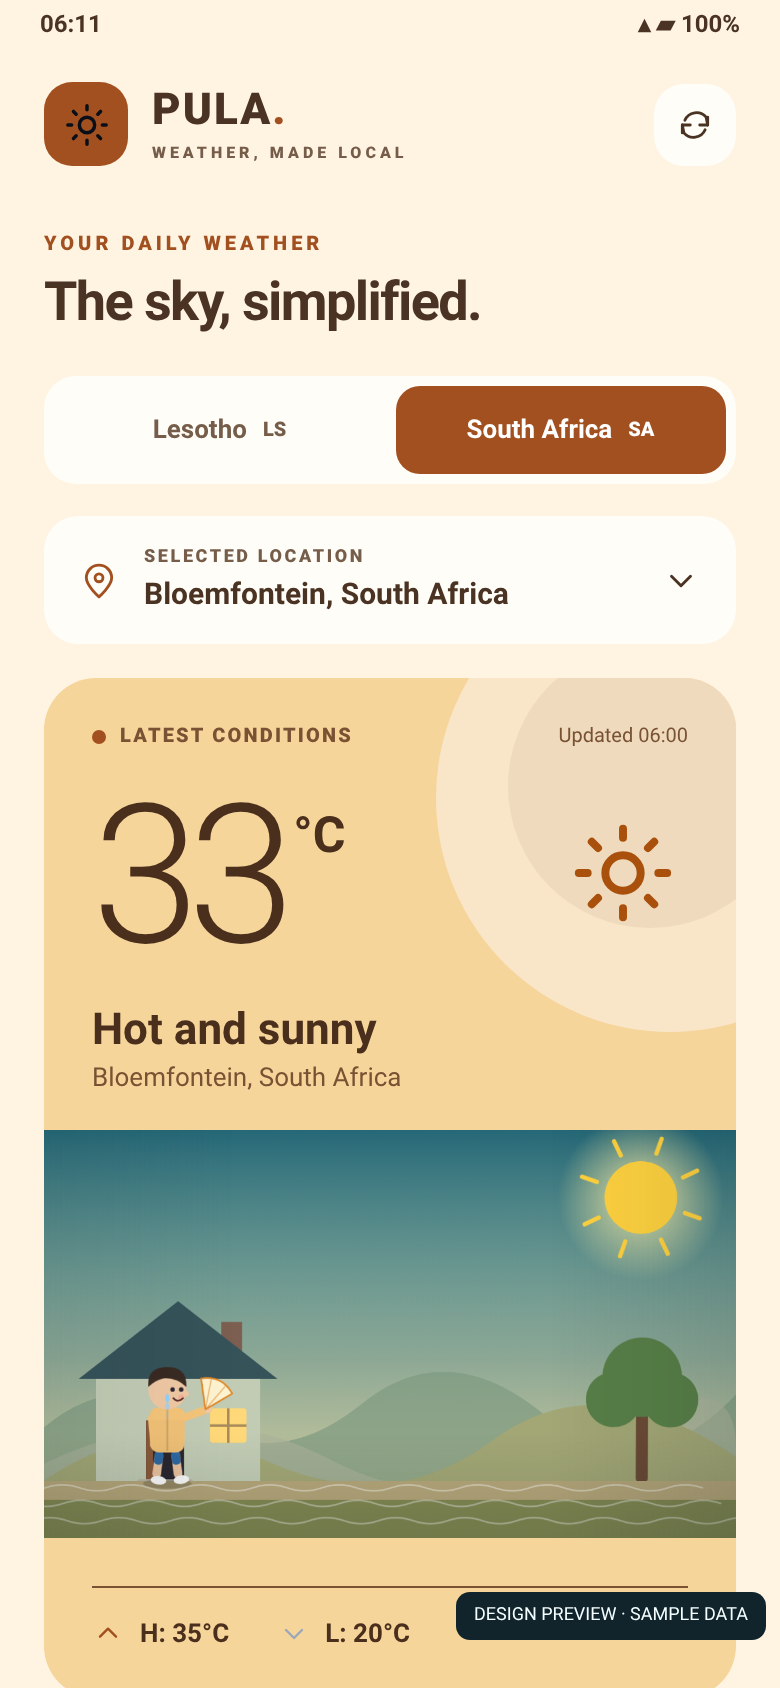 06:11
100%
PULA.
WEATHER, MADE LOCAL
YOUR DAILY WEATHER
The sky, simplified.
Lesotho LS
South Africa SA
SELECTED LOCATION
Bloemfontein, South Africa
LATEST CONDITIONS
Updated 06:00
33°C
Hot and sunny
Bloemfontein, South Africa
H: 35°C
L: 20°C
DESIGN PREVIEW · SAMPLE DATA